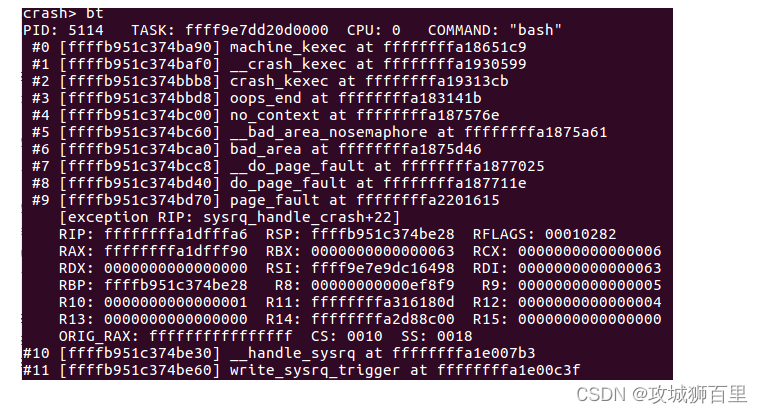 crash> bt
PID: 5114   TASK: ffff9e7dd20d0000  CPU: 0   COMMAND: "bash"
 #0 [ffffb951c374ba90] machine_kexec at ffffffffa18651c9
 #1 [ffffb951c374baf0] __crash_kexec at ffffffffa1930599
 #2 [ffffb951c374bbb8] crash_kexec at ffffffffa19313cb
 #3 [ffffb951c374bbd8] oops_end at ffffffffa183141b
 #4 [ffffb951c374bc00] no_context at ffffffffa187576e
 #5 [ffffb951c374bc60] __bad_area_nosemaphore at ffffffffa1875a61
 #6 [ffffb951c374bca0] bad_area at ffffffffa1875d46
 #7 [ffffb951c374bcc8] __do_page_fault at ffffffffa1877025
 #8 [ffffb951c374bd40] do_page_fault at ffffffffa187711e
 #9 [ffffb951c374bd70] page_fault at ffffffffa2201615
    [exception RIP: sysrq_handle_crash+22]
    RIP: ffffffffa1dfffa6  RSP: ffffb951c374be28  RFLAGS: 00010282
    RAX: ffffffffa1dfff90  RBX: 0000000000000063  RCX: 0000000000000006
    RDX: 0000000000000000  RSI: ffff9e7e9dc16498  RDI: 0000000000000063
    RBP: ffffb951c374be28   R8: 00000000000ef8f9   R9: 0000000000000005
    R10: 0000000000000001  R11: ffffffffa316180d  R12: 0000000000000004
    R13: 0000000000000000  R14: ffffffffa2d88c00  R15: 0000000000000000
    ORIG_RAX: ffffffffffffffff  CS: 0010  SS: 0018
#10 [ffffb951c374be30] __handle_sysrq at ffffffffa1e007b3
#11 [ffffb951c374be60] write_sysrq_trigger at ffffffffa1e00c3f
CSDN @攻城狮百里